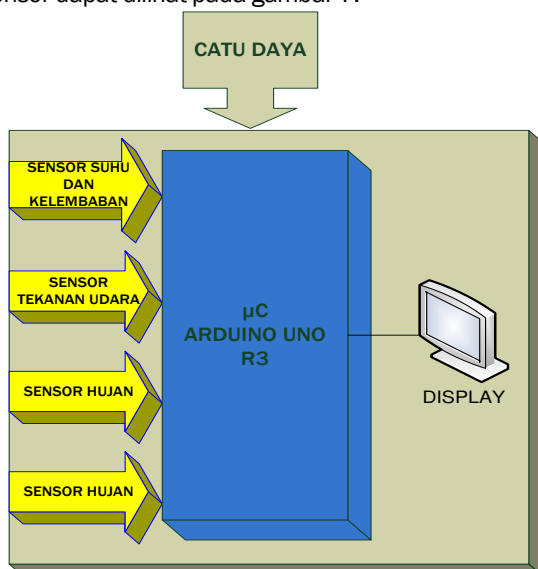 ensor dapat dilihat pada gambar 1.
CATU DAYA
SENSOR SUHU
DAN
KELEMBABAN
SENSOR
TEKANAN UDARA
SENSOR HUJAN
SENSOR HUJAN
µC
ARDUINO UNO
R3
DISPLAY